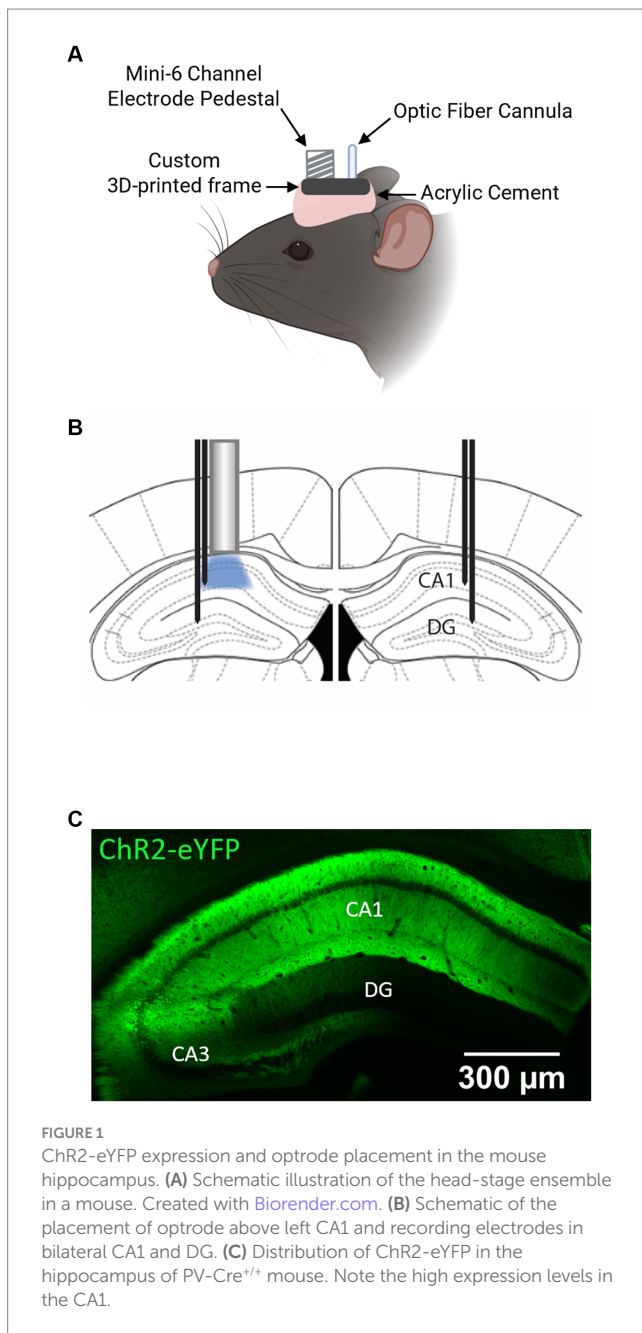 A
Mini-6 Channel
Electrode Pedestal
Optic Fiber Cannula
Custom
3D-printed frame
Acrylic Cement
B
CA1
DG
C
ChR2-eYFP
CA1
DG
CA3
300 µm
FIGURE 1
ChR2-eYFP expression and optrode placement in the mouse
hippocampus. (A) Schematic illustration of the head-stage ensemble
in a mouse. Created with Biorender.com. (B) Schematic of the
placement of optrode above left CA1 and recording electrodes in
bilateral CA1 and DG. (C) Distribution of ChR2-eYFP in the
hippocampus of PV-Cre+/+ mouse. Note the high expression levels in
the CA1.